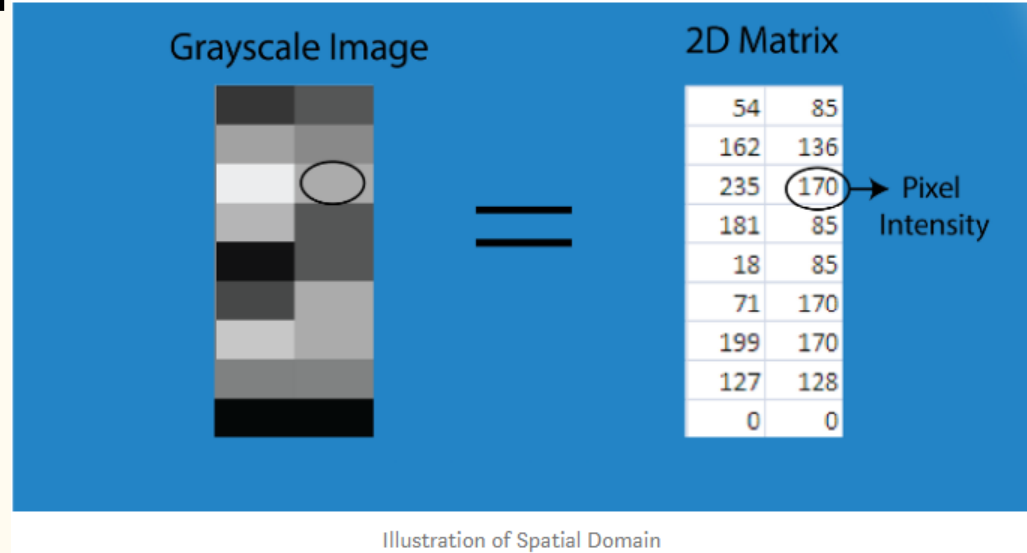 Grayscale Image
2D Matrix
54 85
162 136
235 170
181 85
18 85
71 170
199 170
127 128
0 0
Pixel
Intensity
Illustration of Spatial Domain